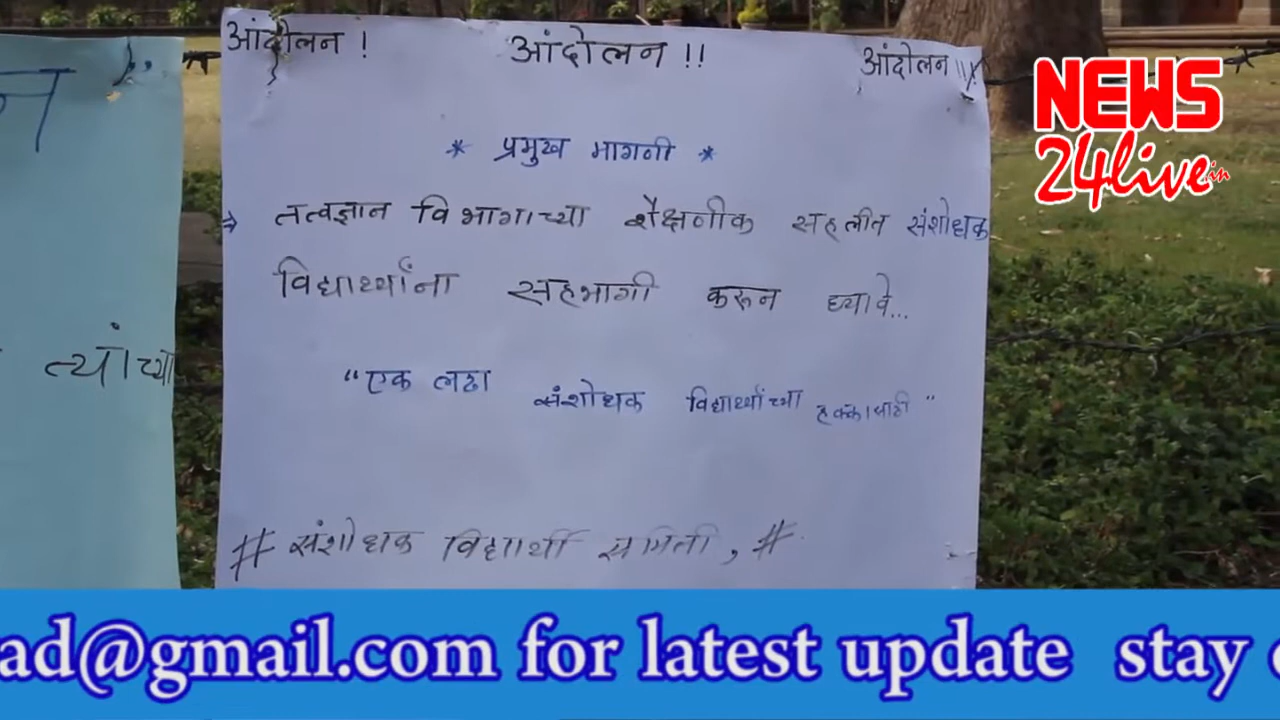 आंदोलन ! आंदोलन !! आंदोलन !!!
* प्रमुख मागणी *
→ तत्वज्ञान विभागाच्या शैक्षणीक सहलीत संशोधक
विद्यार्थ्यांना सहभागी करून घ्यावे...
"एक लढा संशोधक विद्यार्थ्यांच्या हक्कासाठी"
# संशोधक विद्यार्थी समिती, #
न
त्यांच्या
NEWS
24live.in
ad@gmail.com for latest update stay